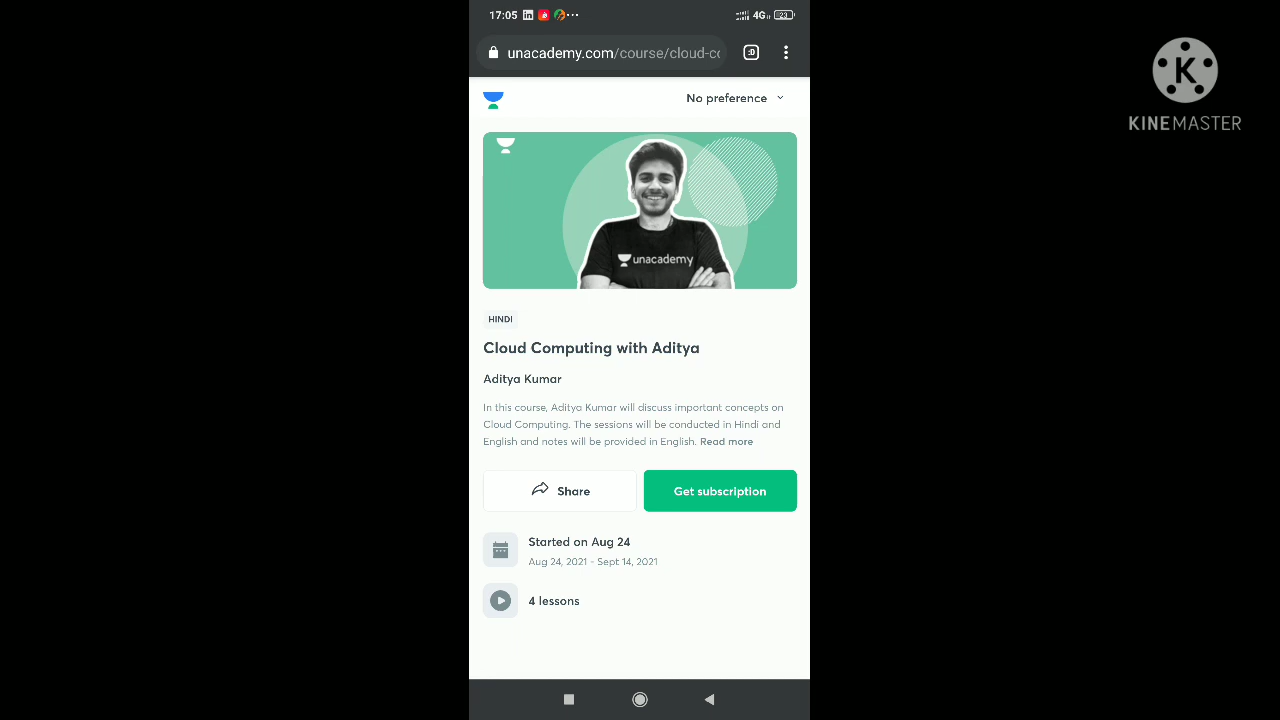 17:05
4G
23
unacademy.com/course/cloud-cc
:D
No preference
unacademy
HINDI
Cloud Computing with Aditya
Aditya Kumar
In this course, Aditya Kumar will discuss important concepts on
Cloud Computing. The sessions will be conducted in Hindi and
English and notes will be provided in English. Read more
Share
Get subscription
Started on Aug 24
Aug 24, 2021 - Sept 14, 2021
4 lessons
K
KINEMASTER